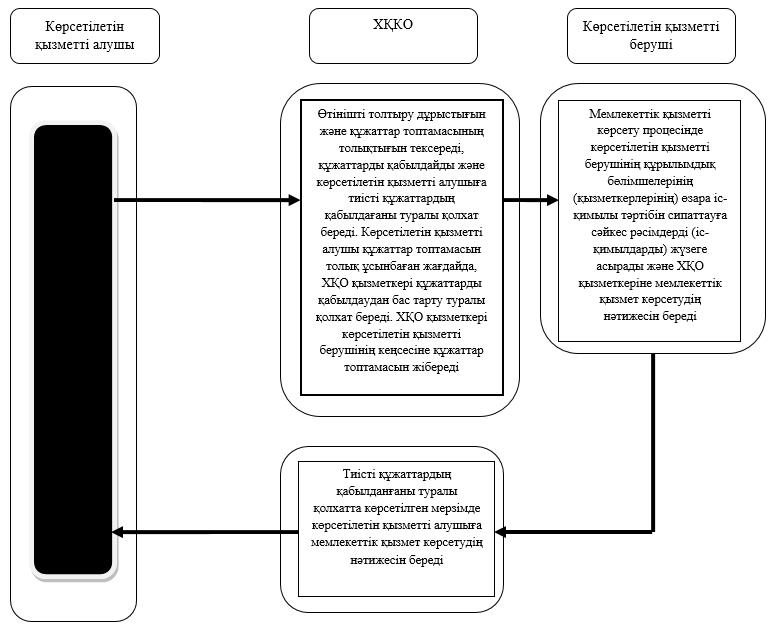 Көрсетілетін
қызметті алушы
ХҚКО
Көрсетілетін қызметті
беруші
Өтінішті толтыру дұрыстығын
және құжаттар топтамасының
толықтығын тексереді,
құжаттарды қабылдайды және
көрсетілетін қызметті алушыға
тиісті құжаттардың
қабылдағаны туралы қолхат
береді. Көрсетілетін қызметті
алушы құжаттар топтамасын
толық ұсынбаған жағдайда,
ХҚО қызметкері құжаттарды
қабылдаудан бас тарту туралы
қолхат береді. ХҚО қызметкері
көрсетілетін қызметті
берушінің кеңсесіне құжаттар
топтамасын жібереді
Мемлекеттік қызметті
көрсету процесінде
көрсетілетін қызметті
берушінің құрылымдық
бөлімшелерінің
(қызметкерлерінің) өзара іс-
қимылы тәртібін сипаттауға
сәйкес рәсімдерді (іс-
қимылдарды) жүзеге
асырады және ХҚО
қызметкеріне мемлекеттік
қызмет көрсетудің
нәтижесін береді
Тиісті құжаттардың
қабылданғаны туралы
қолхатта көрсетілген мерзімде
көрсетілетін қызметті алушыға
мемлекеттік қызмет көрсетудің
нәтижесін береді